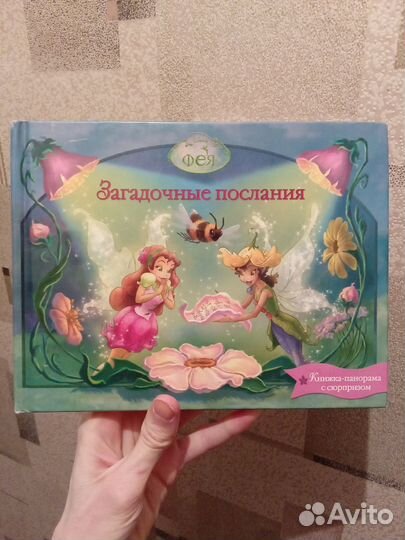 Фея
Загадочные послания
Книжка-панорама
с сюрпризом
Avito